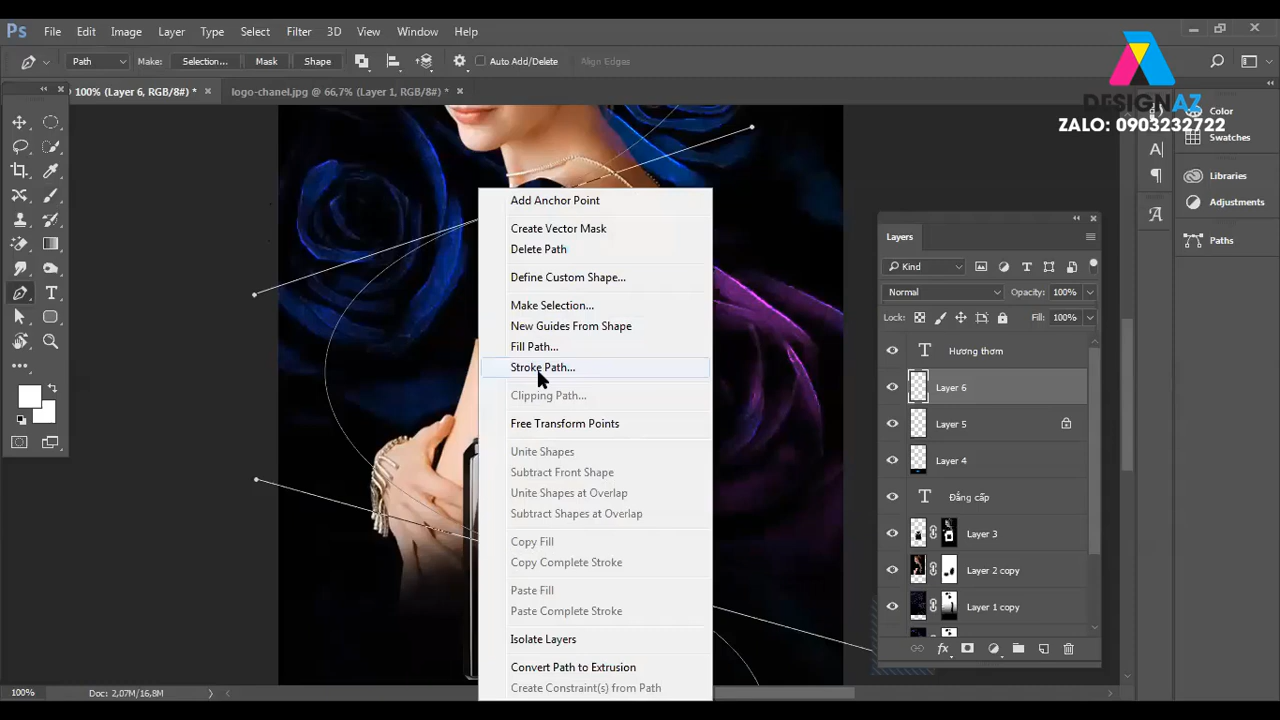 Ps File Edit Image Layer Type Select Filter 3D View Window Help
DESIGNAZ
ZALO: 0903232722
Path Make: Selection... Mask Shape Auto Add/Delete Align Edges
100% (Layer 6, RGB/8#) * × logo-chanel.jpg @ 66,7% (Layer 1, RGB/8#) * ×
Color
Swatches
Libraries
Adjustments
Paths
Add Anchor Point
Create Vector Mask
Delete Path
Define Custom Shape...
Make Selection...
New Guides From Shape
Fill Path...
Stroke Path...
Clipping Path...
Free Transform Points
Unite Shapes
Subtract Front Shape
Unite Shapes at Overlap
Subtract Shapes at Overlap
Copy Fill
Copy Complete Stroke
Paste Fill
Paste Complete Stroke
Isolate Layers
Convert Path to Extrusion
Create Constraint(s) from Path
Layers
Kind
Normal Opacity: 100%
Lock: Fill: 100%
Hương thơm
Layer 6
Layer 5
Layer 4
Đẳng cấp
Layer 3
Layer 2 copy
Layer 1 copy
fx
100% Doc: 2,07M/16,8M